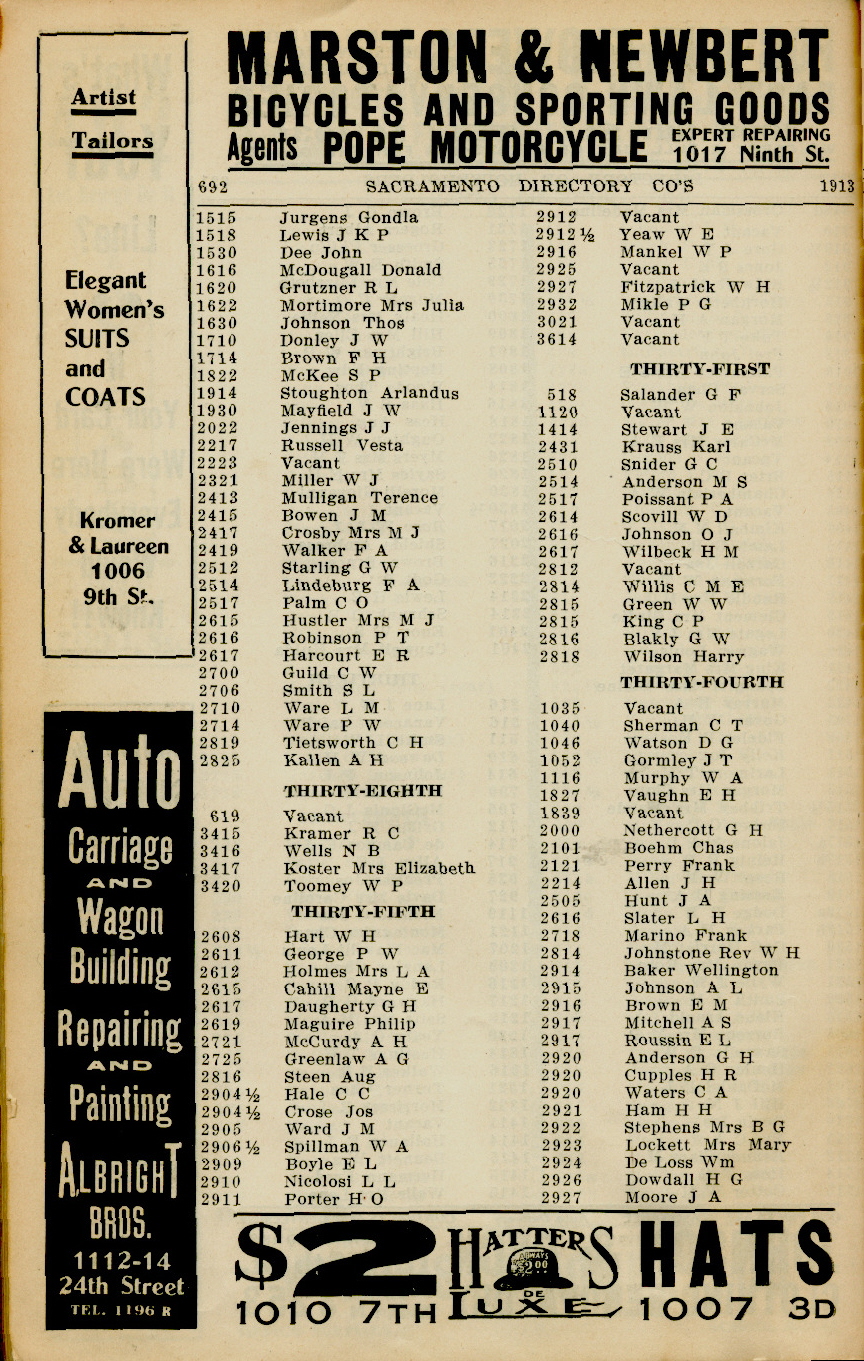 MARSTON & NEWBERT
BICYCLES AND SPORTING GOODS
Agents POPE MOTORCYCLE EXPERT REPAIRING
1017 Ninth St.
Artist
Tailors
Elegant
Women's
SUITS
and
COATS
Kromer
& Laureen
1006
9th St.
Auto
Carriage
AND
Wagon
Building
Repairing
AND
Painting
ALBRIGHT
BROS.
1112-14
24th Street
TEL. 1196 R
692 SACRAMENTO DIRECTORY CO'S 1913
1515 Jurgens Gondla
1518 Lewis J K P
1530 Dee John
1616 McDougall Donald
1620 Grutzner R L
1622 Mortimore Mrs Julia
1630 Johnson Thos
1710 Donley J W
1714 Brown F H
1822 McKee S P
1914 Stoughton Arlandus
1930 Mayfield J W
2022 Jennings J J
2217 Russell Vesta
2223 Vacant
2321 Miller W J
2413 Mulligan Terence
2415 Bowen J M
2417 Crosby Mrs M J
2419 Walker F A
2512 Starling G W
2514 Lindeburg F A
2517 Palm C O
2615 Hustler Mrs M J
2616 Robinson P T
2617 Harcourt E R
2700 Guild C W
2706 Smith S L
2710 Ware L M
2714 Ware P W
2819 Tietsworth C H
2825 Kallen A H
THIRTY-EIGHTH
619 Vacant
3415 Kramer R C
3416 Wells N B
3417 Koster Mrs Elizabeth
3420 Toomey W P
THIRTY-FIFTH
2608 Hart W H
2611 George P W
2612 Holmes Mrs L A
2615 Cahill Mayne E
2617 Daugherty G H
2619 Maguire Philip
2721 McCurdy A H
2725 Greenlaw A G
2816 Steen Aug
2904½ Hale C C
2904½ Crose Jos
2905 Ward J M
2906½ Spillman W A
2909 Boyle E L
2910 Nicolosi L L
2911 Porter H O
2912 Vacant
2912½ Yeaw W E
2916 Mankel W P
2925 Vacant
2927 Fitzpatrick W H
2932 Mikle P G
3021 Vacant
3614 Vacant
THIRTY-FIRST
518 Salander G F
1120 Vacant
1414 Stewart J E
2431 Krauss Karl
2510 Snider G C
2514 Anderson M S
2517 Poissant P A
2614 Scovill W D
2616 Johnson O J
2617 Wilbeck H M
2812 Vacant
2814 Willis C M E
2815 Green W W
2815 King C P
2816 Blakly G W
2818 Wilson Harry
THIRTY-FOURTH
1035 Vacant
1040 Sherman C T
1046 Watson D G
1052 Gormley J T
1116 Murphy W A
1827 Vaughn E H
1839 Vacant
2000 Nethercott G H
2101 Boehm Chas
2121 Perry Frank
2214 Allen J H
2505 Hunt J A
2616 Slater L H
2718 Marino Frank
2814 Johnstone Rev W H
2914 Baker Wellington
2915 Johnson A L
2916 Brown E M
2917 Mitchell A S
2917 Roussin E L
2920 Anderson G H
2920 Cupples H R
2920 Waters C A
2921 Ham H H
2922 Stephens Mrs B G
2923 Lockett Mrs Mary
2924 De Loss Wm
2926 Dowdall H G
2927 Moore J A
$2 HATTERS HATS
ALWAYS
$2.00
DE
LUXE
1010 7TH 1007 3D